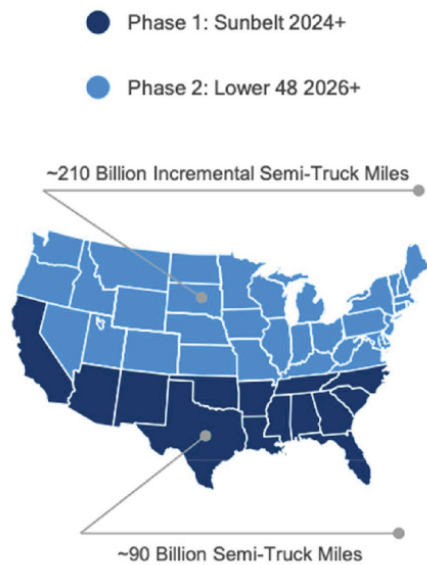 Phase 1: Sunbelt 2024+
Phase 2: Lower 48 2026+
~210 Billion Incremental Semi-Truck Miles
~90 Billion Semi-Truck Miles